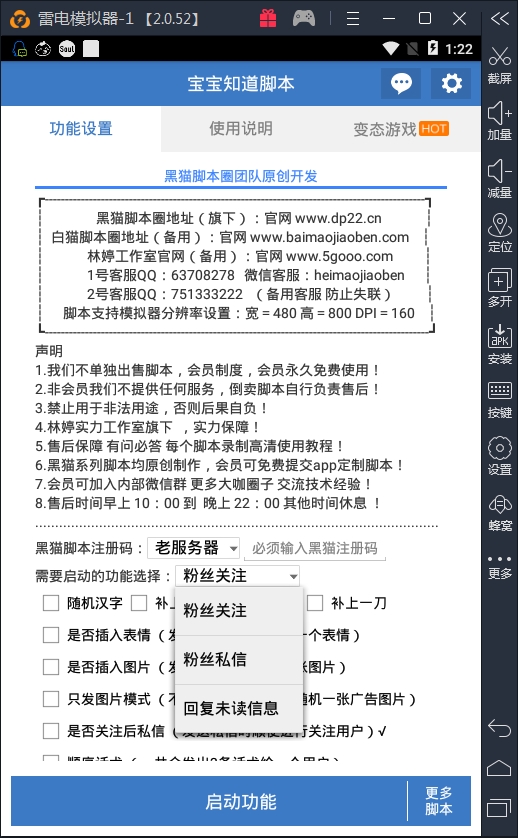 雷电模拟器-1 【2.0.52】
Soul
1:22
宝宝知道脚本
功能设置 使用说明 变态游戏 HOT
黑猫脚本圈团队原创开发
黑猫脚本圈地址（旗下）：官网 www.dp22.cn
白猫脚本圈地址（备用）：官网 www.baimaojiaoben.com
林婷工作室官网（备用）：官网 www.5gooo.com
1号客服QQ：63708278 微信客服：heimaojiaoben
2号客服QQ：751333222 （备用客服 防止失联）
脚本支持模拟器分辨率设置：宽＝480 高＝800 DPI＝160
声明
1.我们不单独出售脚本，会员制度，会员永久免费使用！
2.非会员我们不提供任何服务，倒卖脚本自行负责售后！
3.禁止用于非法用途，否则后果自负！
4.林婷实力工作室旗下 ，实力保障！
5.售后保障 有问必答 每个脚本录制高清使用教程！
6.黑猫系列脚本均原创制作，会员可免费提交app定制脚本！
7.会员可加入内部微信群 更多大咖圈子 交流技术经验！
8.售后时间早上 10：00 到 晚上 22：00 其他时间休息 ！
黑猫脚本注册码： 老服务器 必须输入黑猫注册码
需要启动的功能选择： 粉丝关注
随机汉字 补上 补上一刀
粉丝关注
是否插入表情（发 一个表情）
粉丝私信
是否插入图片（发 张图片）
只发图片模式（不 随机一张广告图片）
回复未读信息
是否关注后私信（发送私信时候便进行关注用户）√
启动功能
更多
脚本
截屏
加量
减量
定位
多开
APK
安装
按键
设置
蜂窝
更多